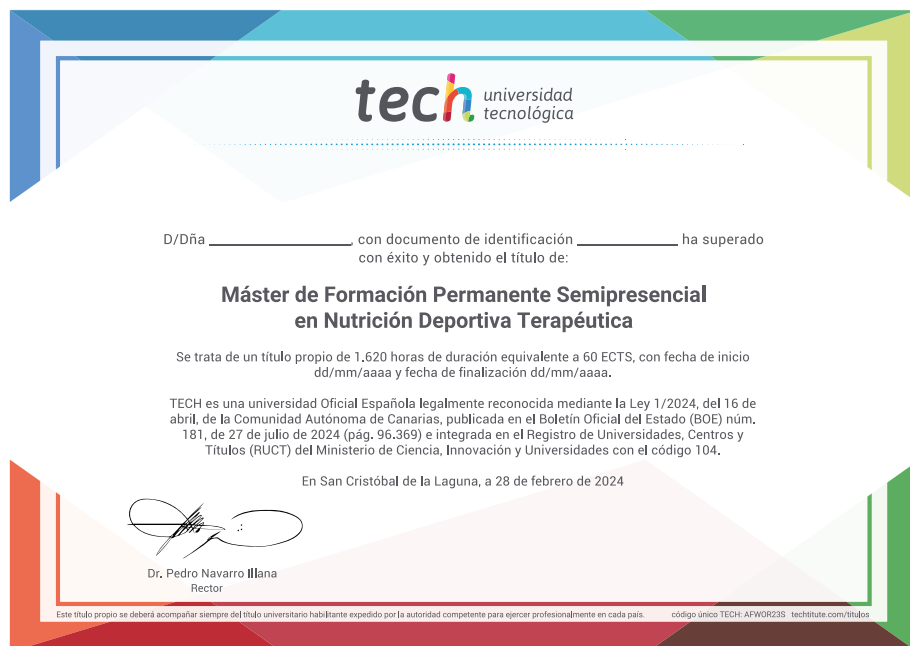 tech universidad
tecnológica
D/Dña ________________, con documento de identificación ____________ ha superado
con éxito y obtenido el título de:
Máster de Formación Permanente Semipresencial
en Nutrición Deportiva Terapéutica
Se trata de un título propio de 1.620 horas de duración equivalente a 60 ECTS, con fecha de inicio
dd/mm/aaaa y fecha de finalización dd/mm/aaaa.
TECH es una universidad Oficial Española legalmente reconocida mediante la Ley 1/2024, del 16 de
abril, de la Comunidad Autónoma de Canarias, publicada en el Boletín Oficial del Estado (BOE) núm.
181, de 27 de julio de 2024 (pág. 96.369) e integrada en el Registro de Universidades, Centros y
Títulos (RUCT) del Ministerio de Ciencia, Innovación y Universidades con el código 104.
En San Cristóbal de la Laguna, a 28 de febrero de 2024
Dr. Pedro Navarro Illana
Rector
Este título propio se deberá acompañar siempre del título universitario habilitante expedido por la autoridad competente para ejercer profesionalmente en cada país. código único TECH: AFWOR23S techtitute.com/titulos